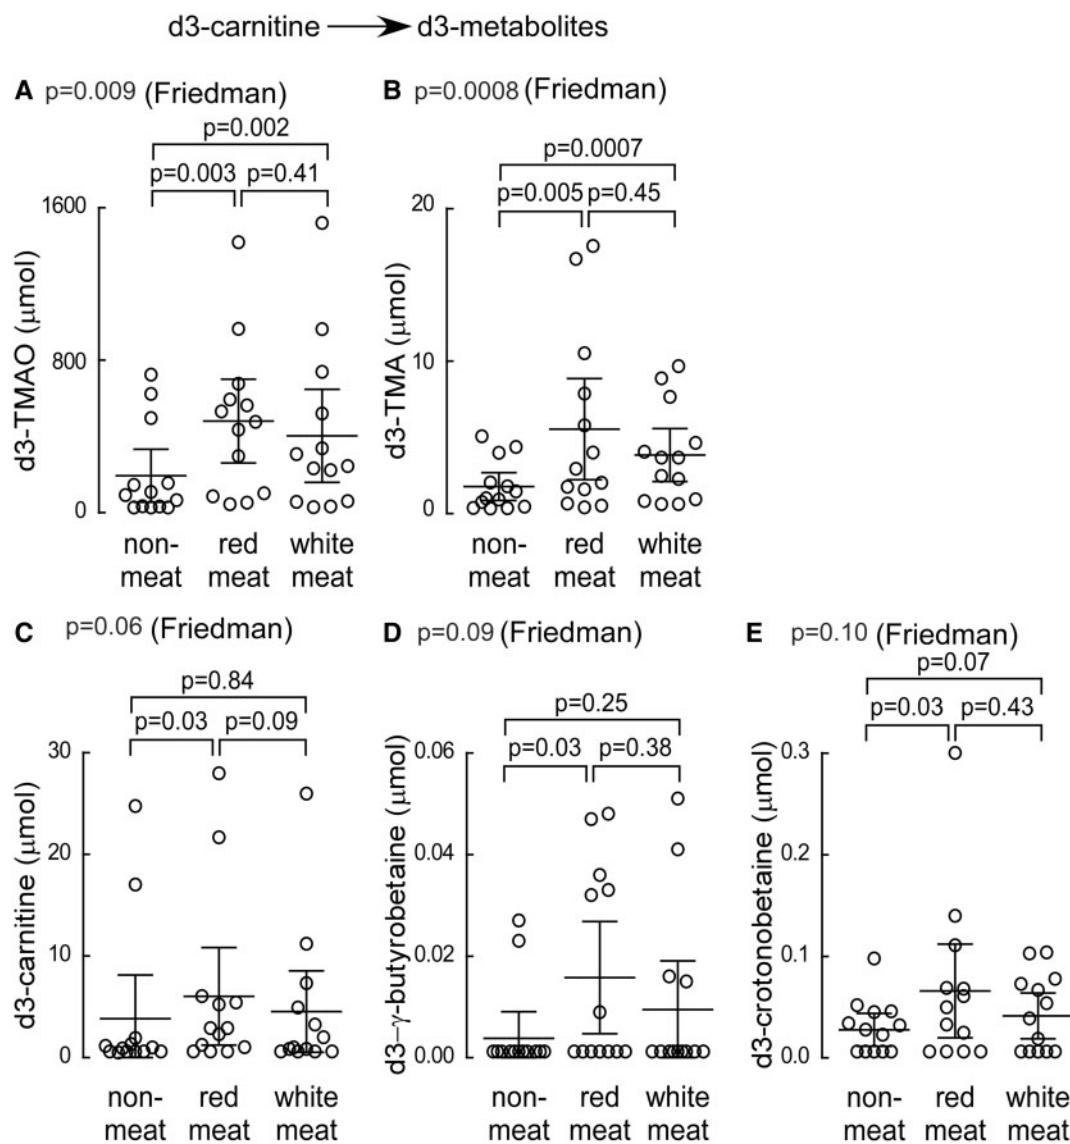 d3-carnitine → d3-metabolites
A p=0.009 (Friedman)
p=0.002
p=0.003 p=0.41
d3-TMAO (μmol)
1600
800
0
non-meat red meat white meat
B p=0.0008 (Friedman)
p=0.0007
p=0.005 p=0.45
d3-TMA (μmol)
20
10
0
non-meat red meat white meat
C p=0.06 (Friedman)
p=0.84
p=0.03 p=0.09
d3-carnitine (μmol)
30
20
10
0
non-meat red meat white meat
D p=0.09 (Friedman)
p=0.25
p=0.03 p=0.38
d3-γ-butyrobetaine (μmol)
0.06
0.04
0.02
0.00
non-meat red meat white meat
E p=0.10 (Friedman)
p=0.07
p=0.03 p=0.43
d3-crotonobetaine (μmol)
0.3
0.2
0.1
0.0
non-meat red meat white meat